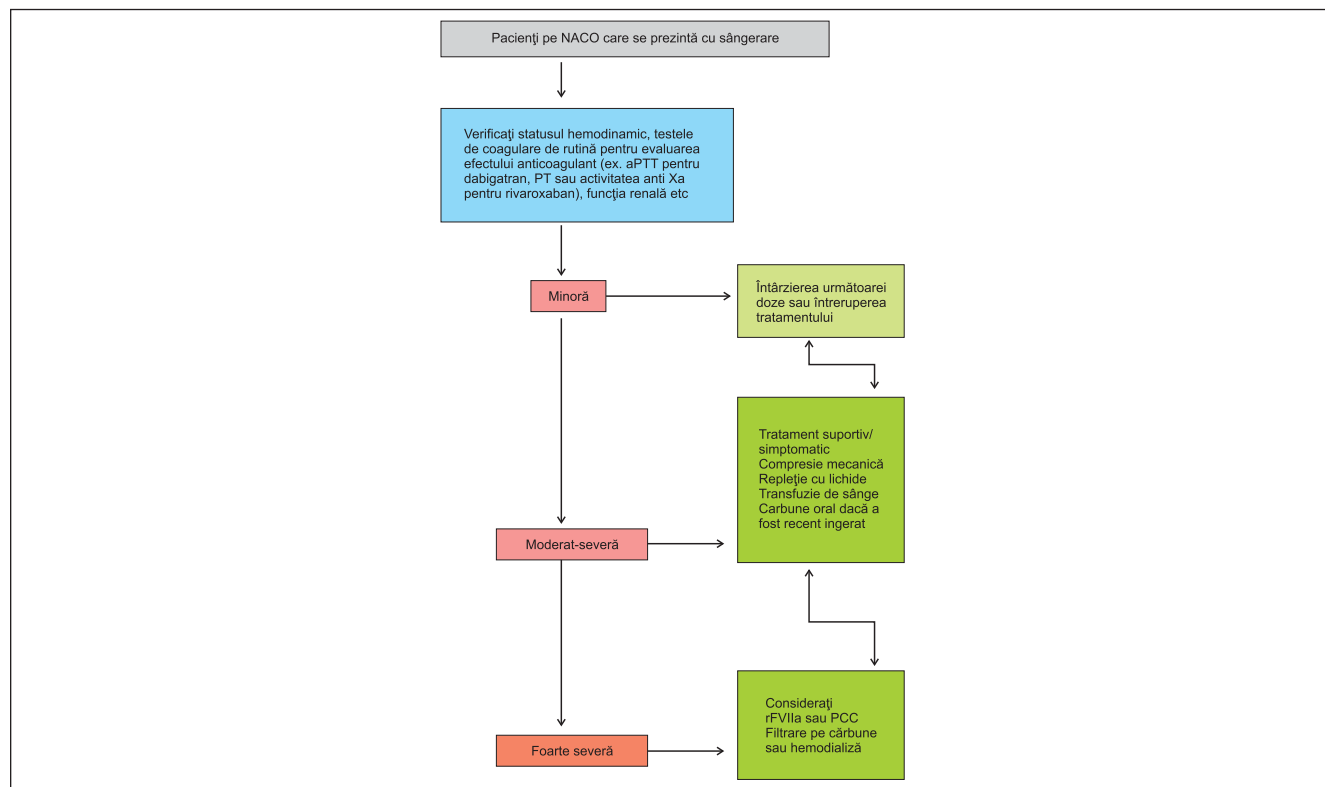 Pacienţi pe NACO care se prezintă cu sângerare
Verificaţi statusul hemodinamic, testele
de coagulare de rutină pentru evaluarea
efectului anticoagulant (ex. aPTT pentru
dabigatran, PT sau activitatea anti Xa
pentru rivaroxaban), funcţia renală etc
Minoră
Întârzierea următoarei
doze sau întreruperea
tratamentului
Tratament suportiv/
simptomatic
Compresie mecanică
Repleţie cu lichide
Transfuzie de sânge
Carbune oral dacă a
fost recent ingerat
Moderat-severă
Consideraţi
rFVIIa sau PCC
Filtrare pe cărbune
sau hemodializă
Foarte severă